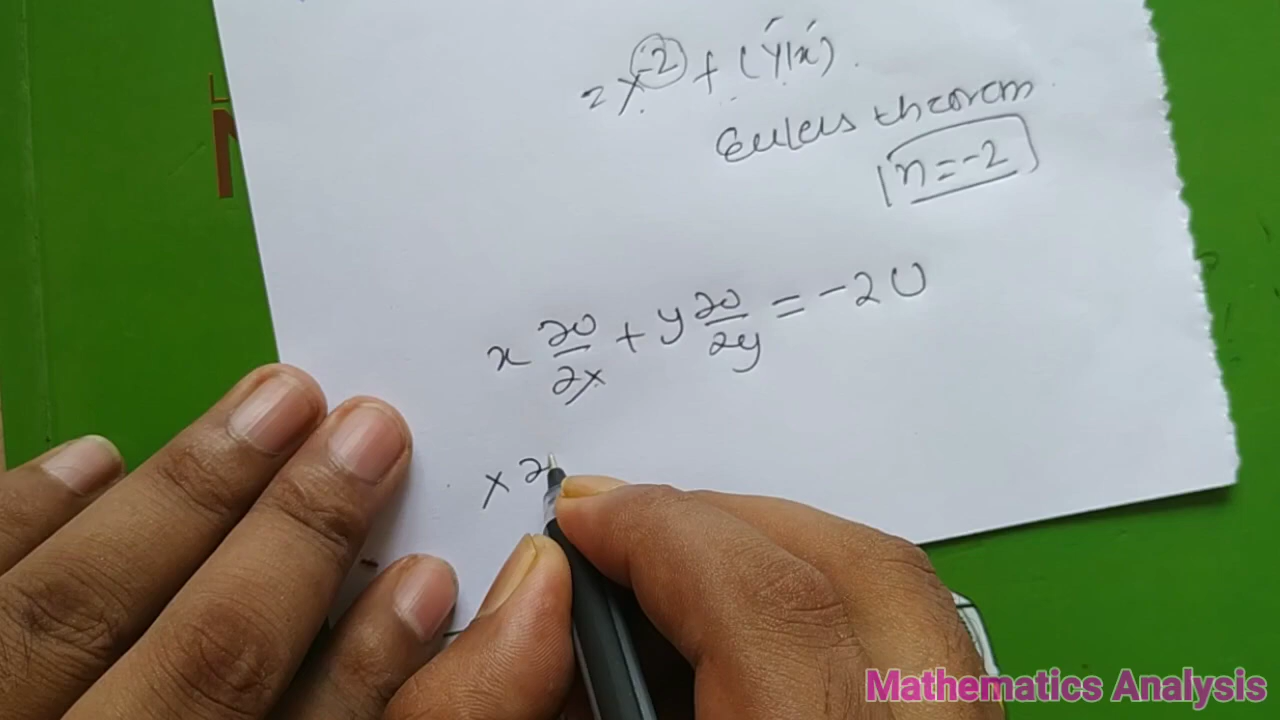 = x^-2 f (y/x).
Eulers theorem
n=-2
x ∂U/∂x + y ∂U/∂y = -2U
x ∂
Mathematics Analysis